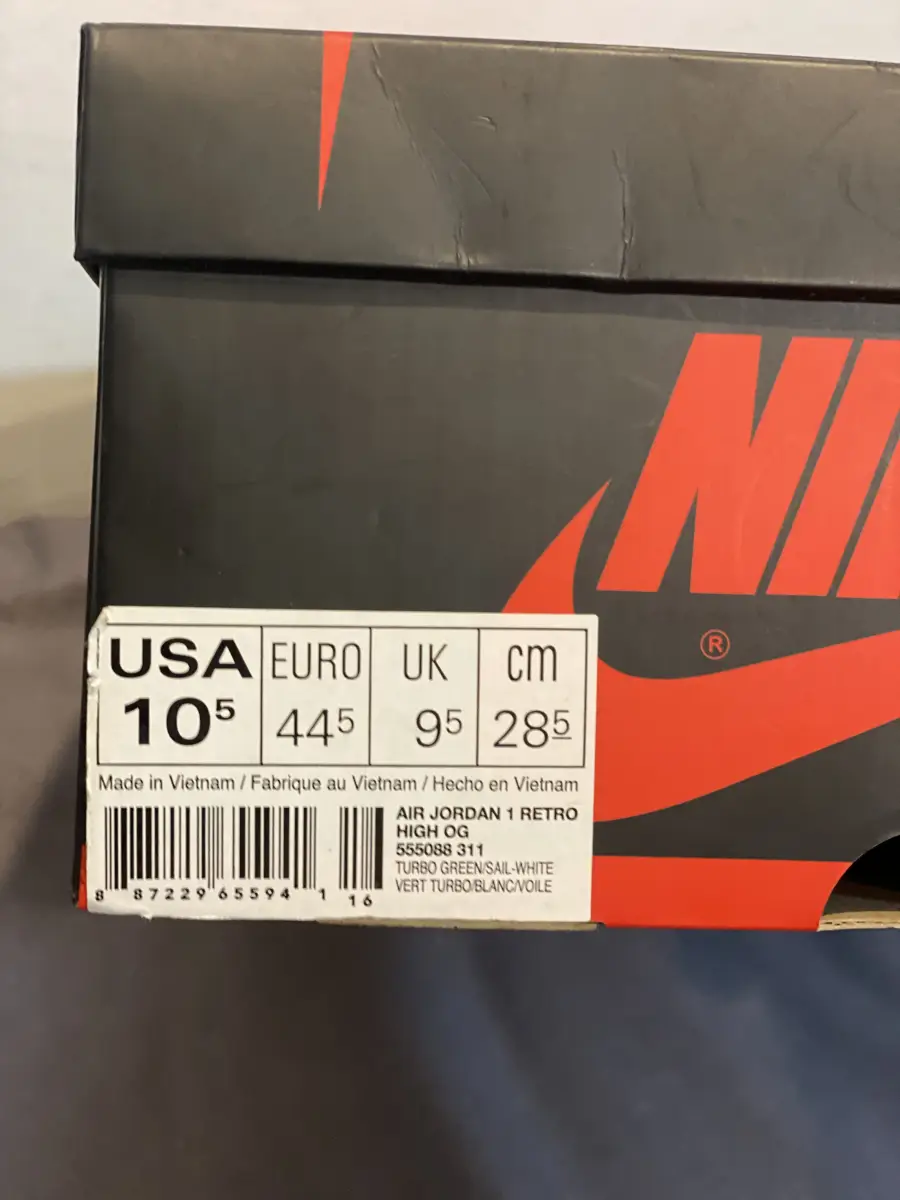 NI
®
USA EURO UK cm
10⁵ 44⁵ 9⁵ 28⁵
Made in Vietnam / Fabrique au Vietnam / Hecho en Vietnam
AIR JORDAN 1 RETRO
HIGH OG
555088 311
TURBO GREEN/SAIL-WHITE
VERT TURBO/BLANC/VOILE
8 87229 65594 1 16